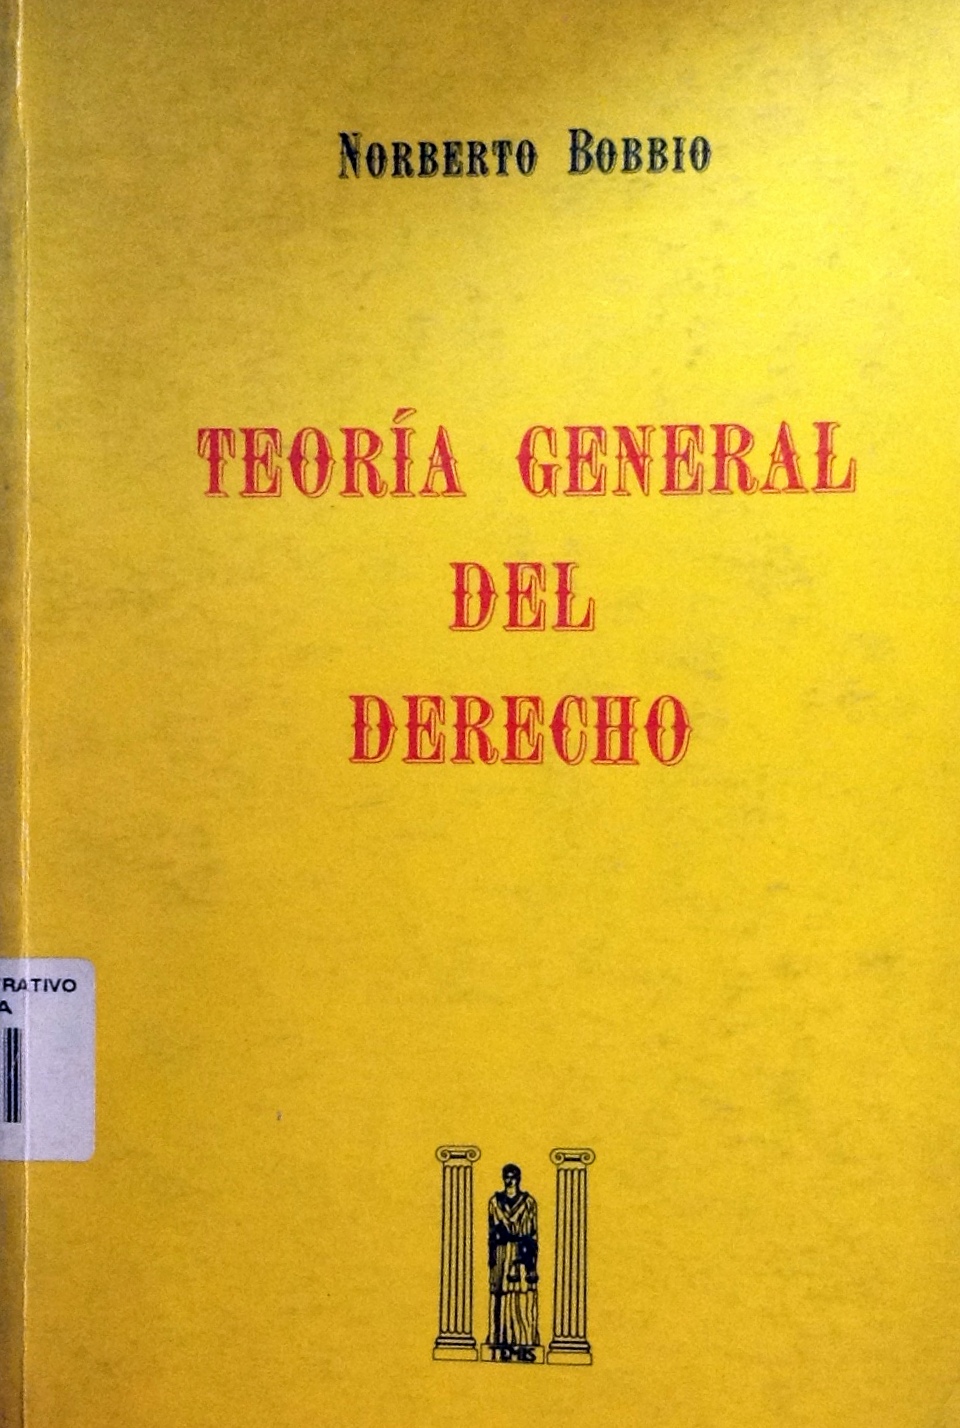 NORBERTO BOBBIO
TEORÍA GENERAL
DEL
DERECHO
RATIVO
A
TEMIS